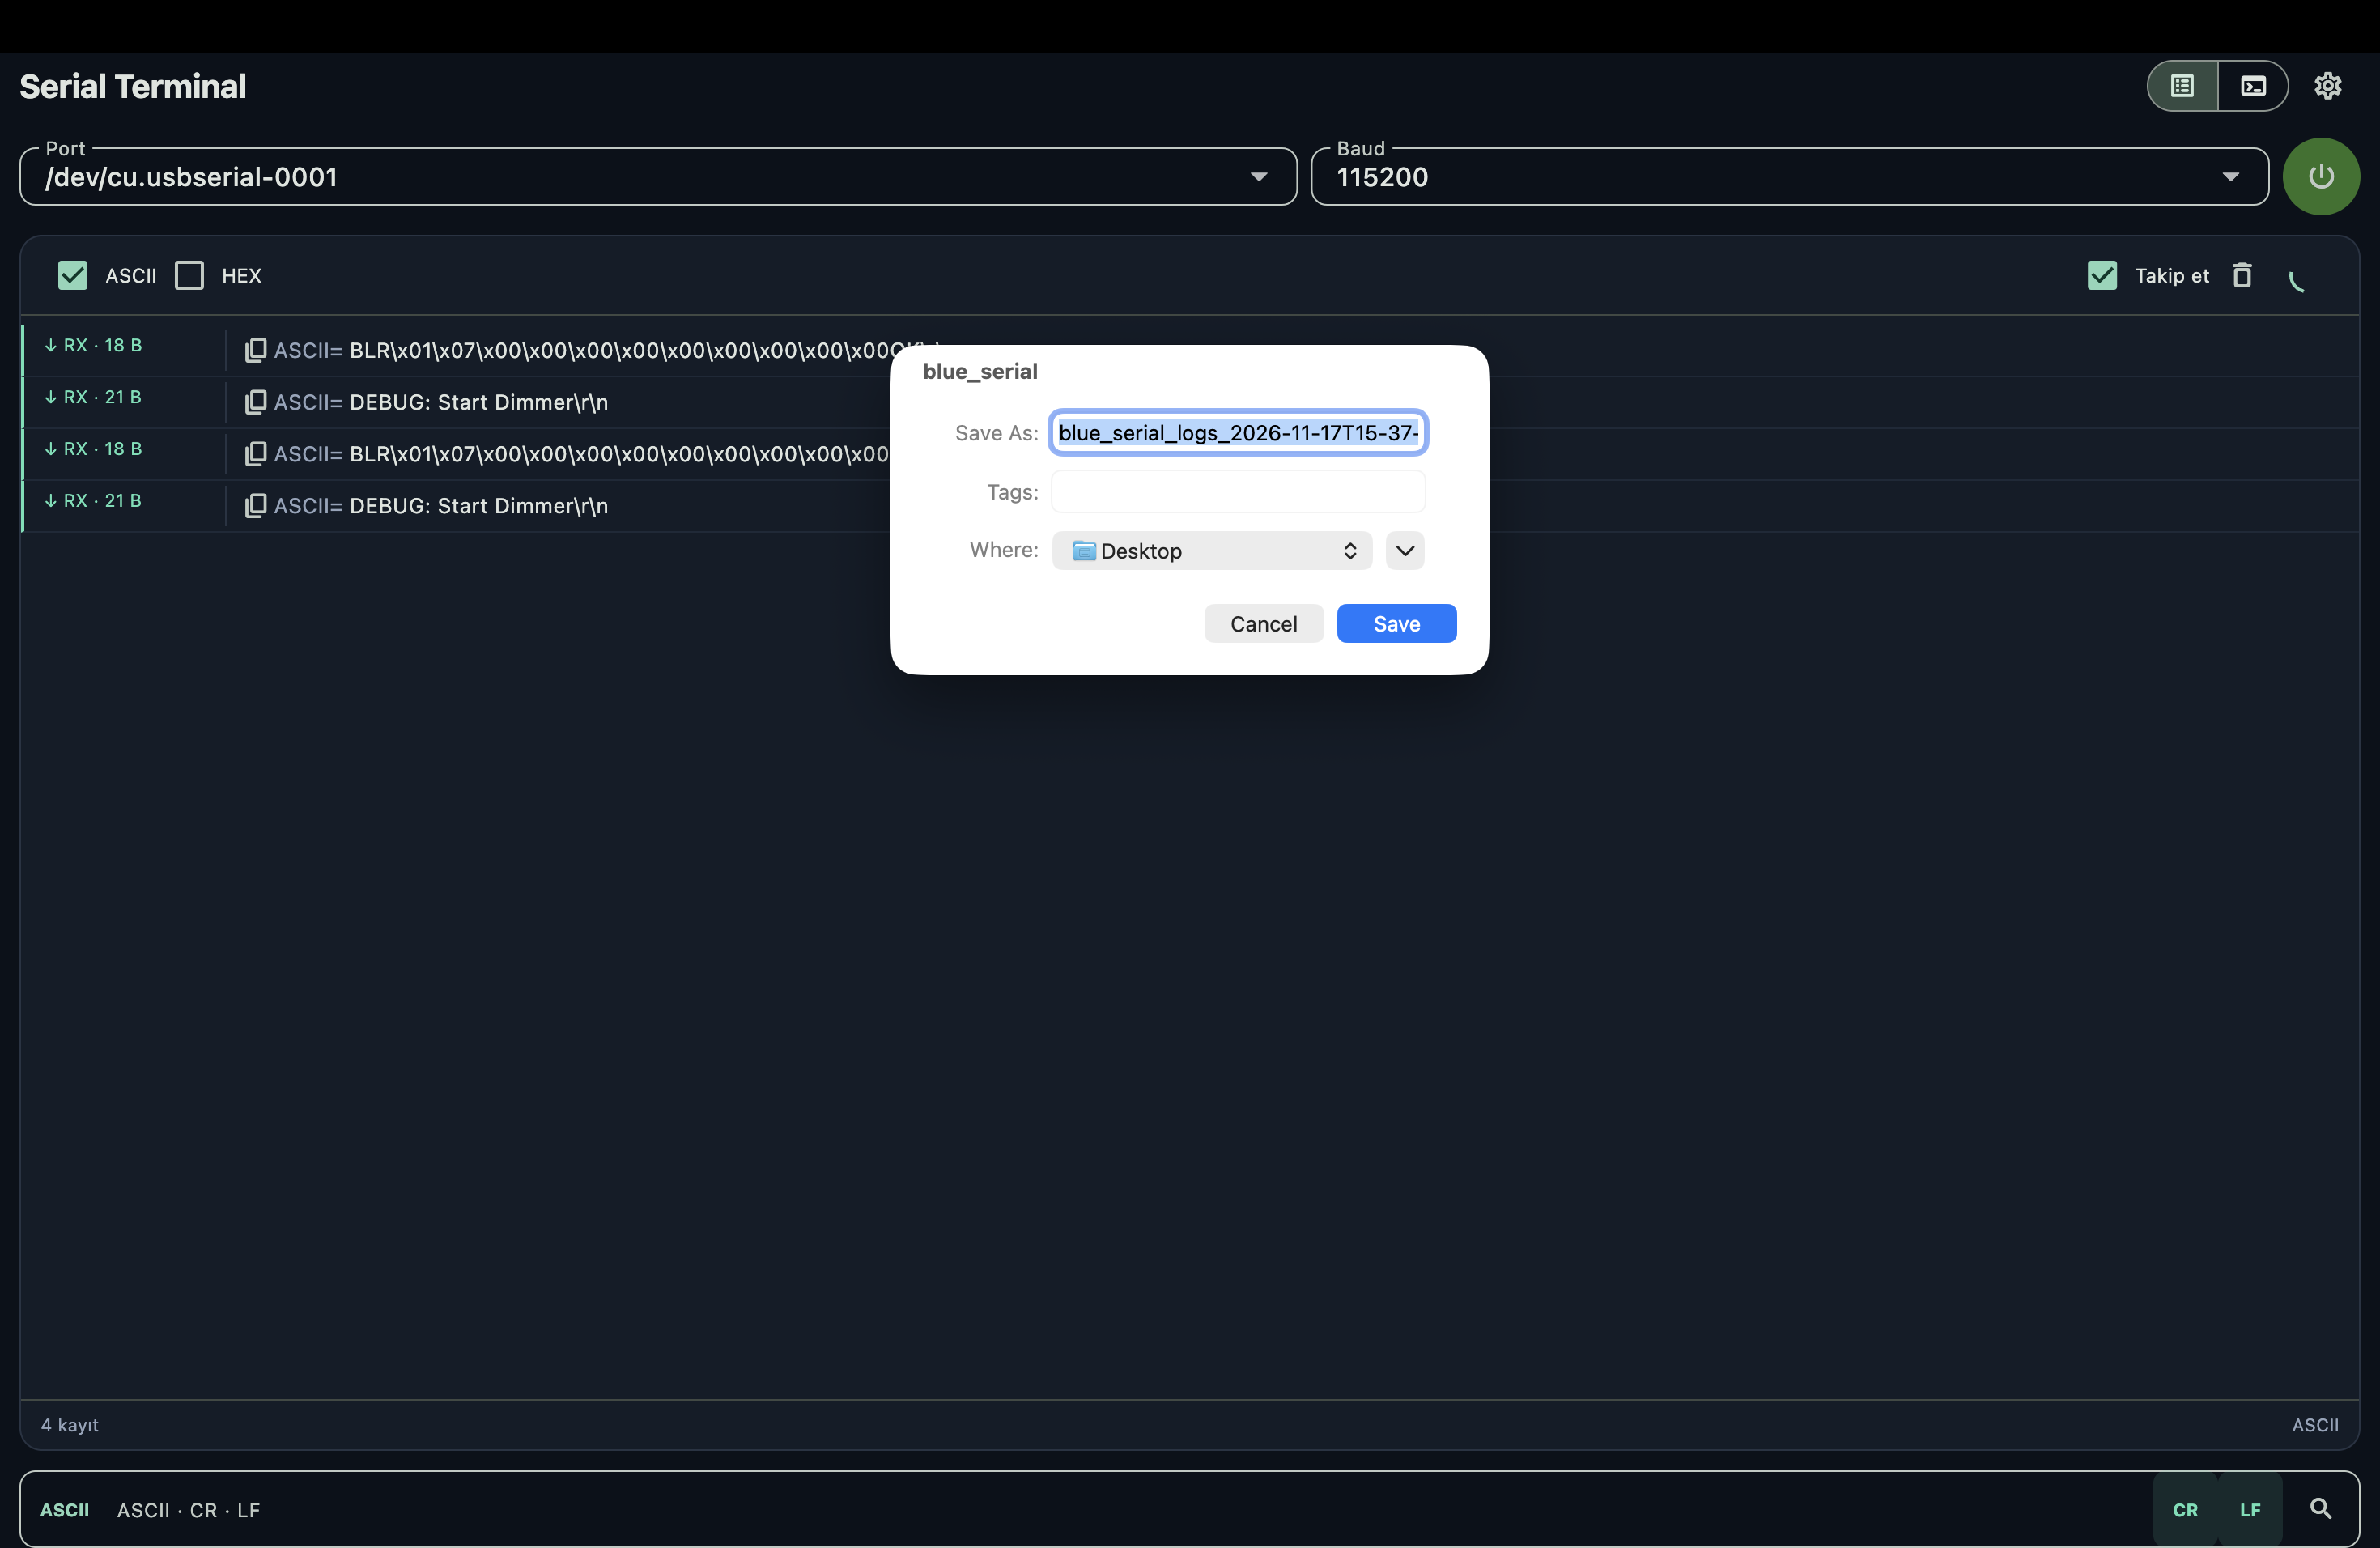 Serial Terminal
Port
/dev/cu.usbserial-0001
Baud
115200
ASCII
HEX
Takip et
↓ RX · 18 B
ASCII= BLR\x01\x07\x00\x00\x00\x00\x00\x00\x00\x00\x00
↓ RX · 21 B
ASCII= DEBUG: Start Dimmer\r\n
↓ RX · 18 B
ASCII= BLR\x01\x07\x00\x00\x00\x00\x00\x00\x00\x00\x00
↓ RX · 21 B
ASCII= DEBUG: Start Dimmer\r\n
blue_serial
Save As: blue_serial_logs_2026-11-17T15-37-
Tags:
Where: Desktop
Cancel
Save
4 kayıt
ASCII
ASCII
ASCII · CR · LF
CR
LF